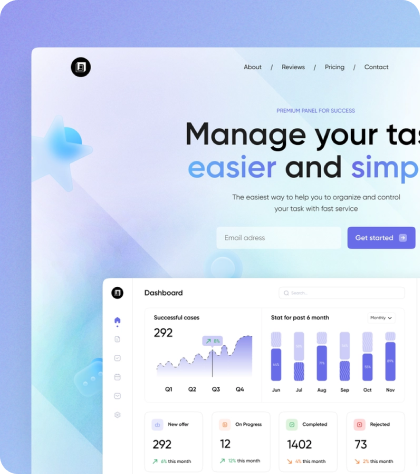 About / Reviews / Pricing / Contact
PREMIUM PANEL FOR SUCCESS
Manage your tas
easier and simp
The easiest way to help you to organize and control
your task with fast service
Email adress
Get started
Dashboard
Search...
Successful cases
292
Q1 Q2 Q3 Q4
Stat for past 6 month
Monthly
Jun Jul Aug Sep Oct Nov
New offer
292
6% this month
On Progress
12
12% this month
Completed
1402
6% this month
Rejected
73
2% this month